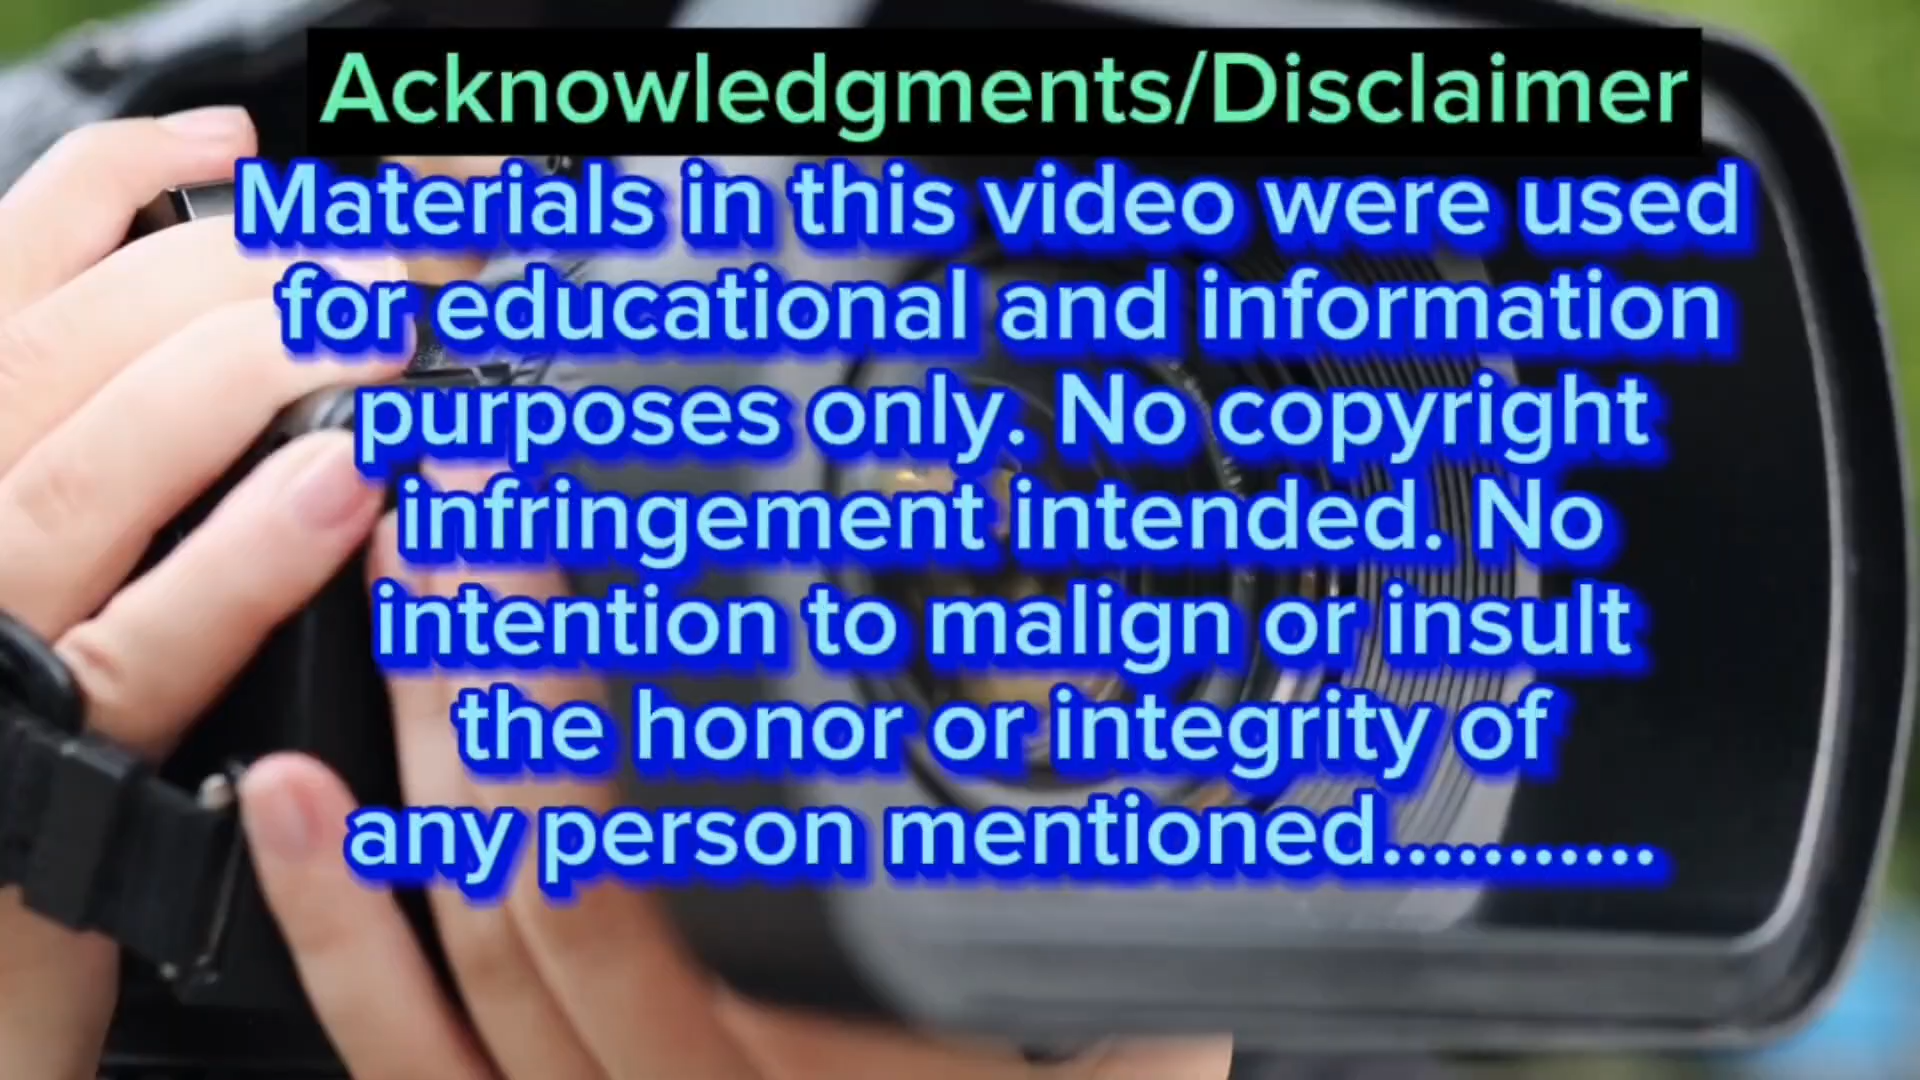 Acknowledgments/Disclaimer
Materials in this video were used
for educational and information
purposes only. No copyright
infringement intended. No
intention to malign or insult
the honor or integrity of
any person mentioned...........